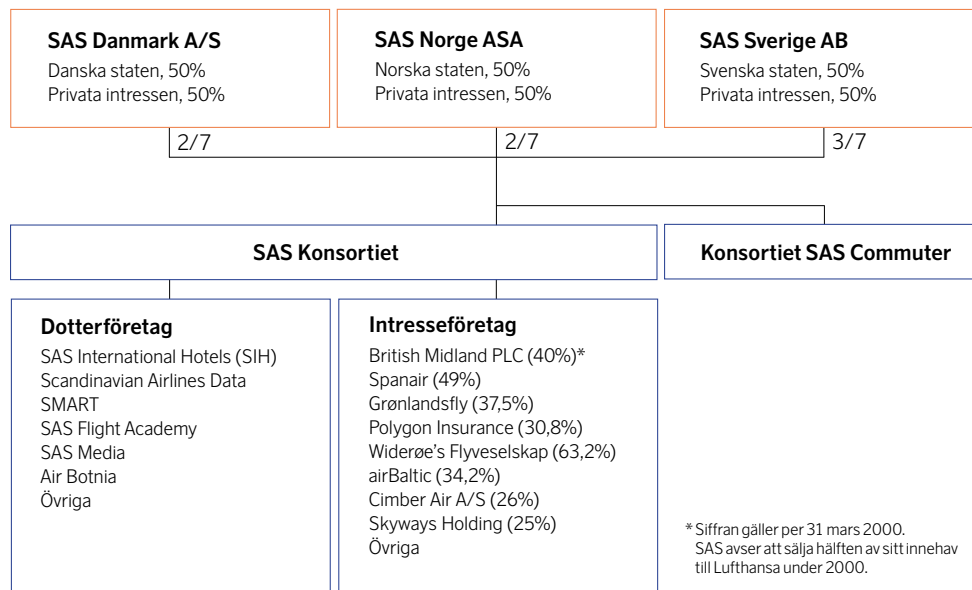 SAS Danmark A/S
Danska staten, 50%
Privata intressen, 50%
SAS Norge ASA
Norska staten, 50%
Privata intressen, 50%
SAS Sverige AB
Svenska staten, 50%
Privata intressen, 50%
2/7
2/7
3/7
SAS Konsortiet
Konsortiet SAS Commuter
Dotterföretag
SAS International Hotels (SIH)
Scandinavian Airlines Data
SMART
SAS Flight Academy
SAS Media
Air Botnia
Övriga
Intresseföretag
British Midland PLC (40%)*
Spanair (49%)
Grønlandsfly (37,5%)
Polygon Insurance (30,8%)
Widerøe's Flyveselskap (63,2%)
airBaltic (34,2%)
Cimber Air A/S (26%)
Skyways Holding (25%)
Övriga
* Siffran gäller per 31 mars 2000.
SAS avser att sälja hälften av sitt innehav
till Lufthansa under 2000.